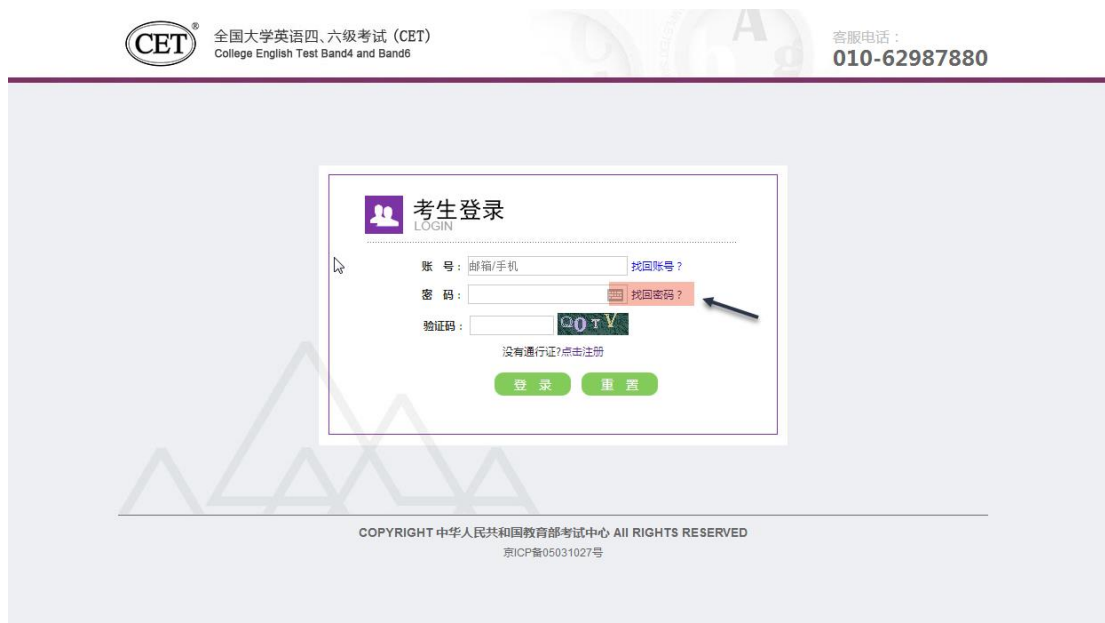 CET®
全国大学英语四、六级考试（CET）
College English Test Band4 and Band6
客服电话：
010-62987880
考生登录
LOGIN
账 号： 邮箱/手机 找回账号？
密 码： 找回密码？
验证码： QOTV
没有通行证?点击注册
登 录 重 置
COPYRIGHT 中华人民共和国教育部考试中心 All RIGHTS RESERVED
京ICP备05031027号